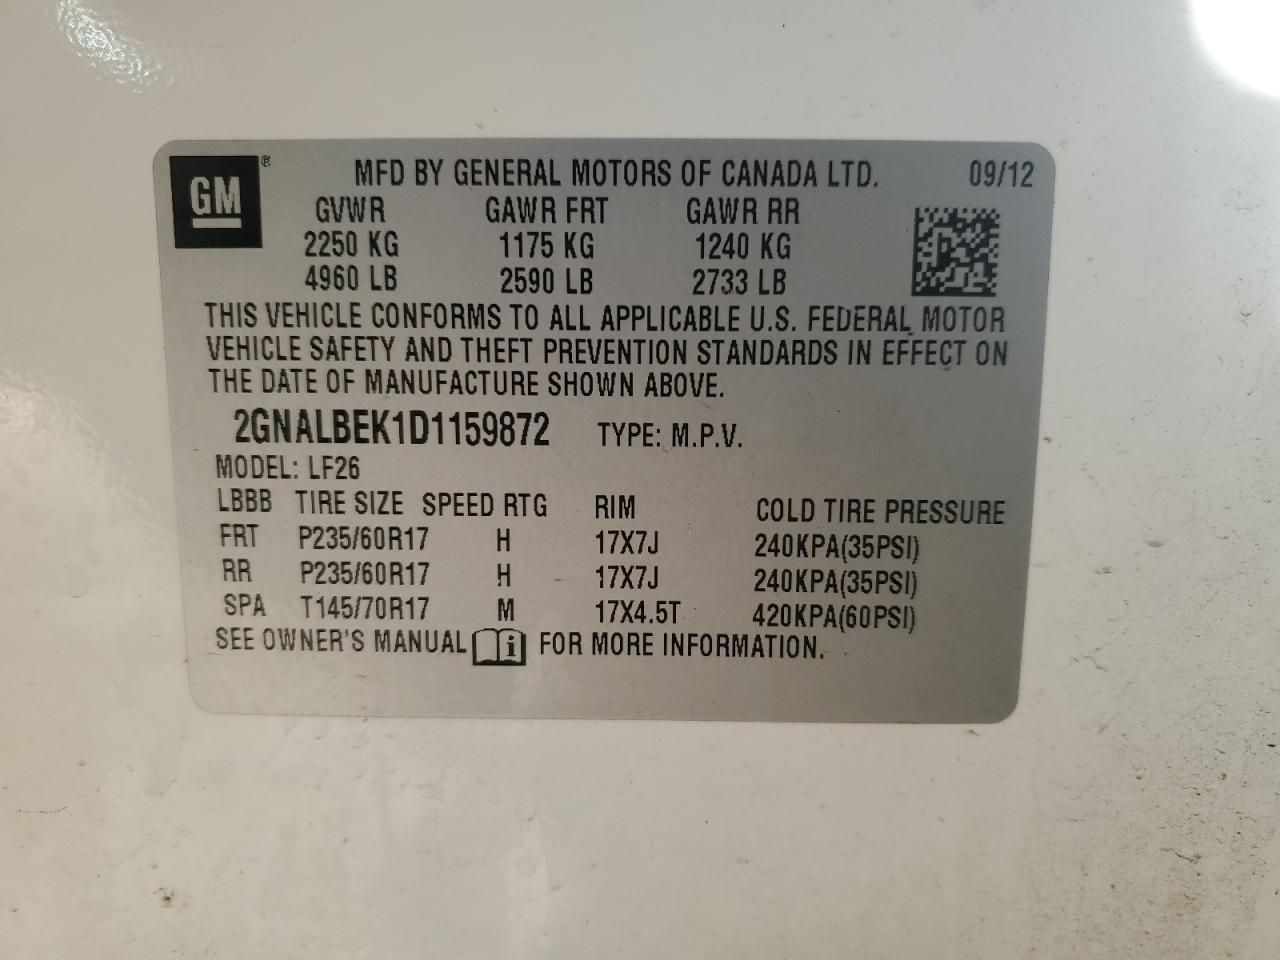 GM ® MFD BY GENERAL MOTORS OF CANADA LTD. 09/12
GVWR GAWR FRT GAWR RR
2250 KG 1175 KG 1240 KG
4960 LB 2590 LB 2733 LB
THIS VEHICLE CONFORMS TO ALL APPLICABLE U.S. FEDERAL MOTOR
VEHICLE SAFETY AND THEFT PREVENTION STANDARDS IN EFFECT ON
THE DATE OF MANUFACTURE SHOWN ABOVE.
2GNALBEK1D1159872 TYPE: M.P.V.
MODEL: LF26
LBBB TIRE SIZE SPEED RTG RIM COLD TIRE PRESSURE
FRT P235/60R17 H 17X7J 240KPA(35PSI)
RR P235/60R17 H 17X7J 240KPA(35PSI)
SPA T145/70R17 M 17X4.5T 420KPA(60PSI)
SEE OWNER'S MANUAL i FOR MORE INFORMATION.